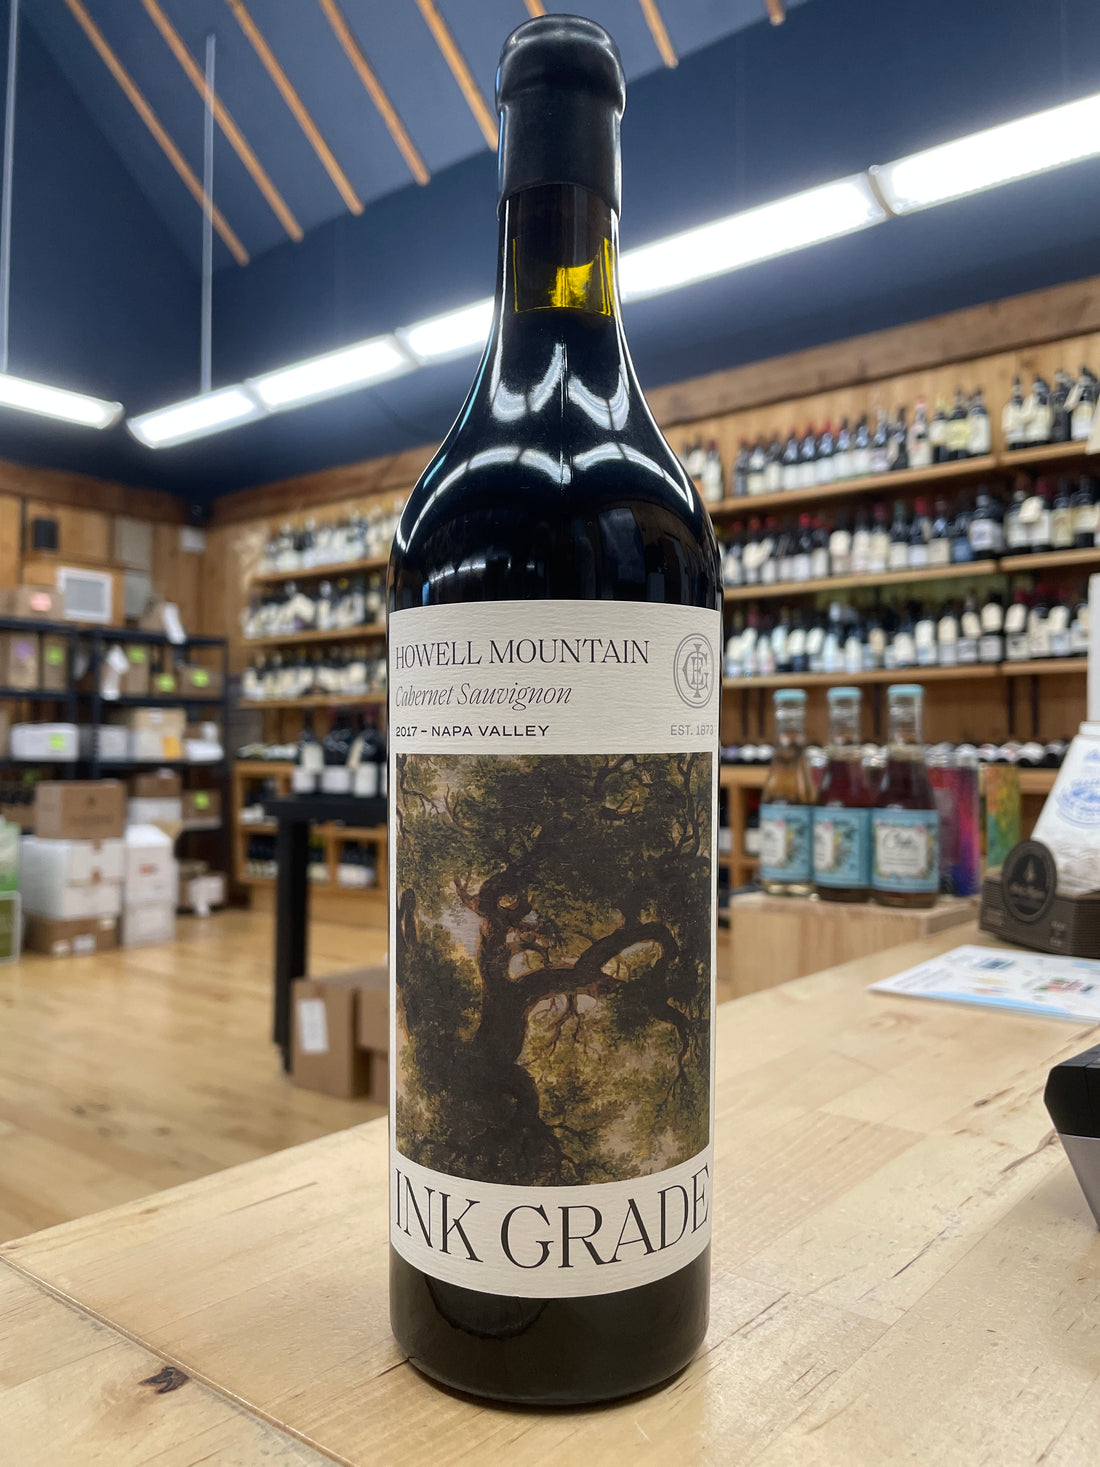 HOWELL MOUNTAIN
Cabernet Sauvignon
2017 – NAPA VALLEY
EST. 1873
INK GRADE